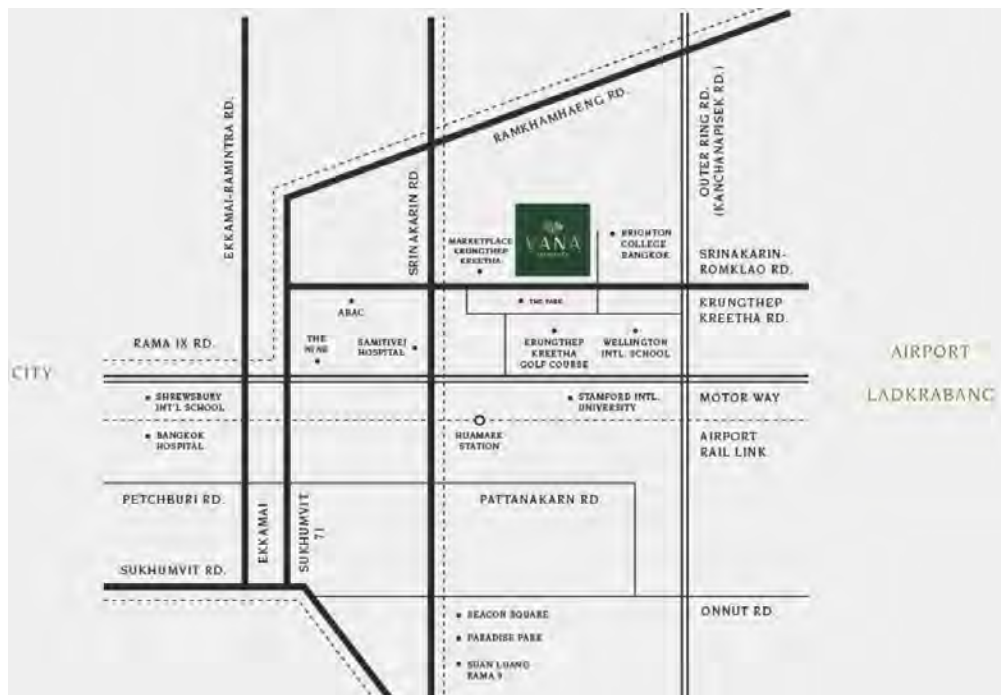 RAMKHAMHAENG RD.
EKKAMAI-RAMINTRA RD.
SRINAKARIN RD.
OUTER RING RD.
(KANCHANAPISEK RD.)
MARKETPLACE
KRUNGTHEP
KREETHA
VANA
BRIGHTON
COLLEGE
BANGKOK
SRINAKARIN-
ROMKLAO RD.
ABAC
THE PARK
KRUNGTHEP
KREETHA RD.
RAMA IX RD.
THE
NINE
SAMITIVEJ
HOSPITAL
KRUNGTHEP
KREETHA
GOLF COURSE
WELLINGTON
INTL. SCHOOL
CITY
AIRPORT
LADKRABANG
SHREWSBURY
INT'L SCHOOL
STAMFORD INTL.
UNIVERSITY
MOTOR WAY
BANGKOK
HOSPITAL
HUAMARK
STATION
AIRPORT
RAIL LINK
PETCHBURI RD.
EKKAMAI
SUKHUMVIT
71
PATTANAKARN RD.
SUKHUMVIT RD.
SEACON SQUARE
ONNUT RD.
PARADISE PARK
SUAN LUANG
RAMA 9